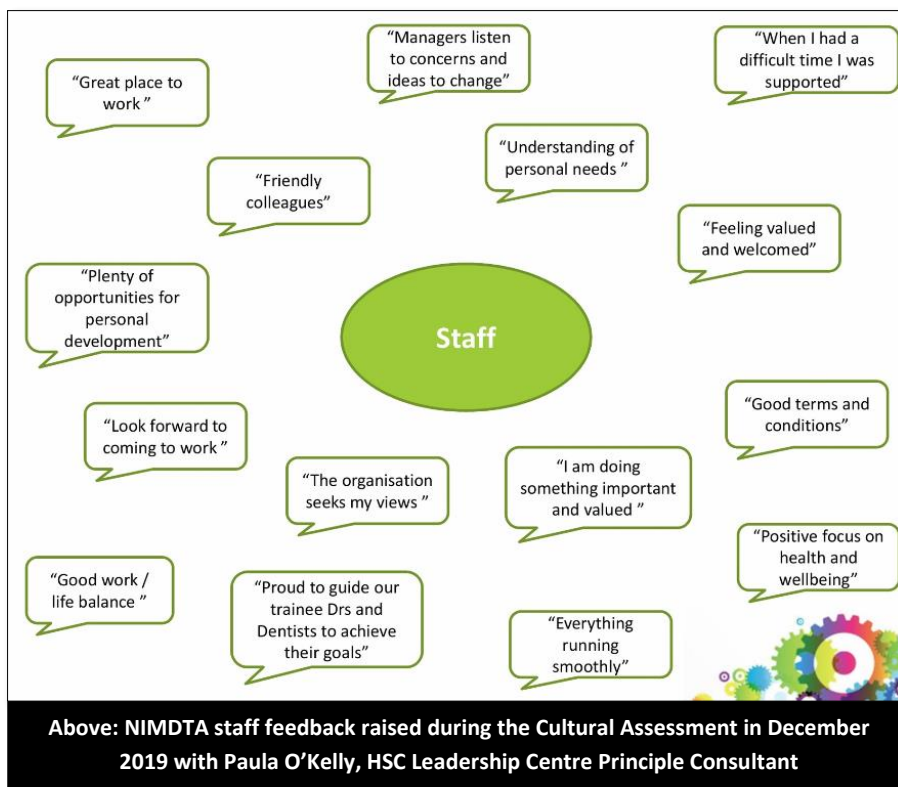 “Great place to
work ”
“Managers listen
to concerns and
ideas to change”
“When I had a
difficult time I was
supported”
“Friendly
colleagues”
“Understanding of
personal needs ”
“Feeling valued
and welcomed”
“Plenty of
opportunities for
personal
development”
Staff
“Look forward to
coming to work ”
“Good terms and
conditions”
“The organisation
seeks my views ”
“I am doing
something important
and valued ”
“Good work /
life balance ”
“Proud to guide our
trainee Drs and
Dentists to achieve
their goals”
“Everything
running
smoothly”
“Positive focus on
health and
wellbeing”
Above: NIMDTA staff feedback raised during the Cultural Assessment in December
2019 with Paula O’Kelly, HSC Leadership Centre Principle Consultant